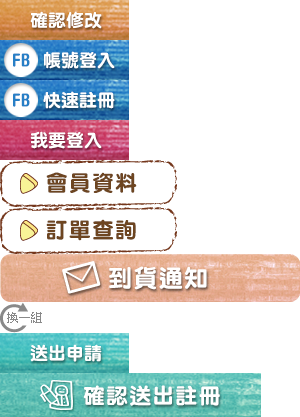 確認修改
FB 帳號登入
FB 快速註冊
我要登入
會員資料
訂單查詢
到貨通知
換一組
送出申請
確認送出註冊